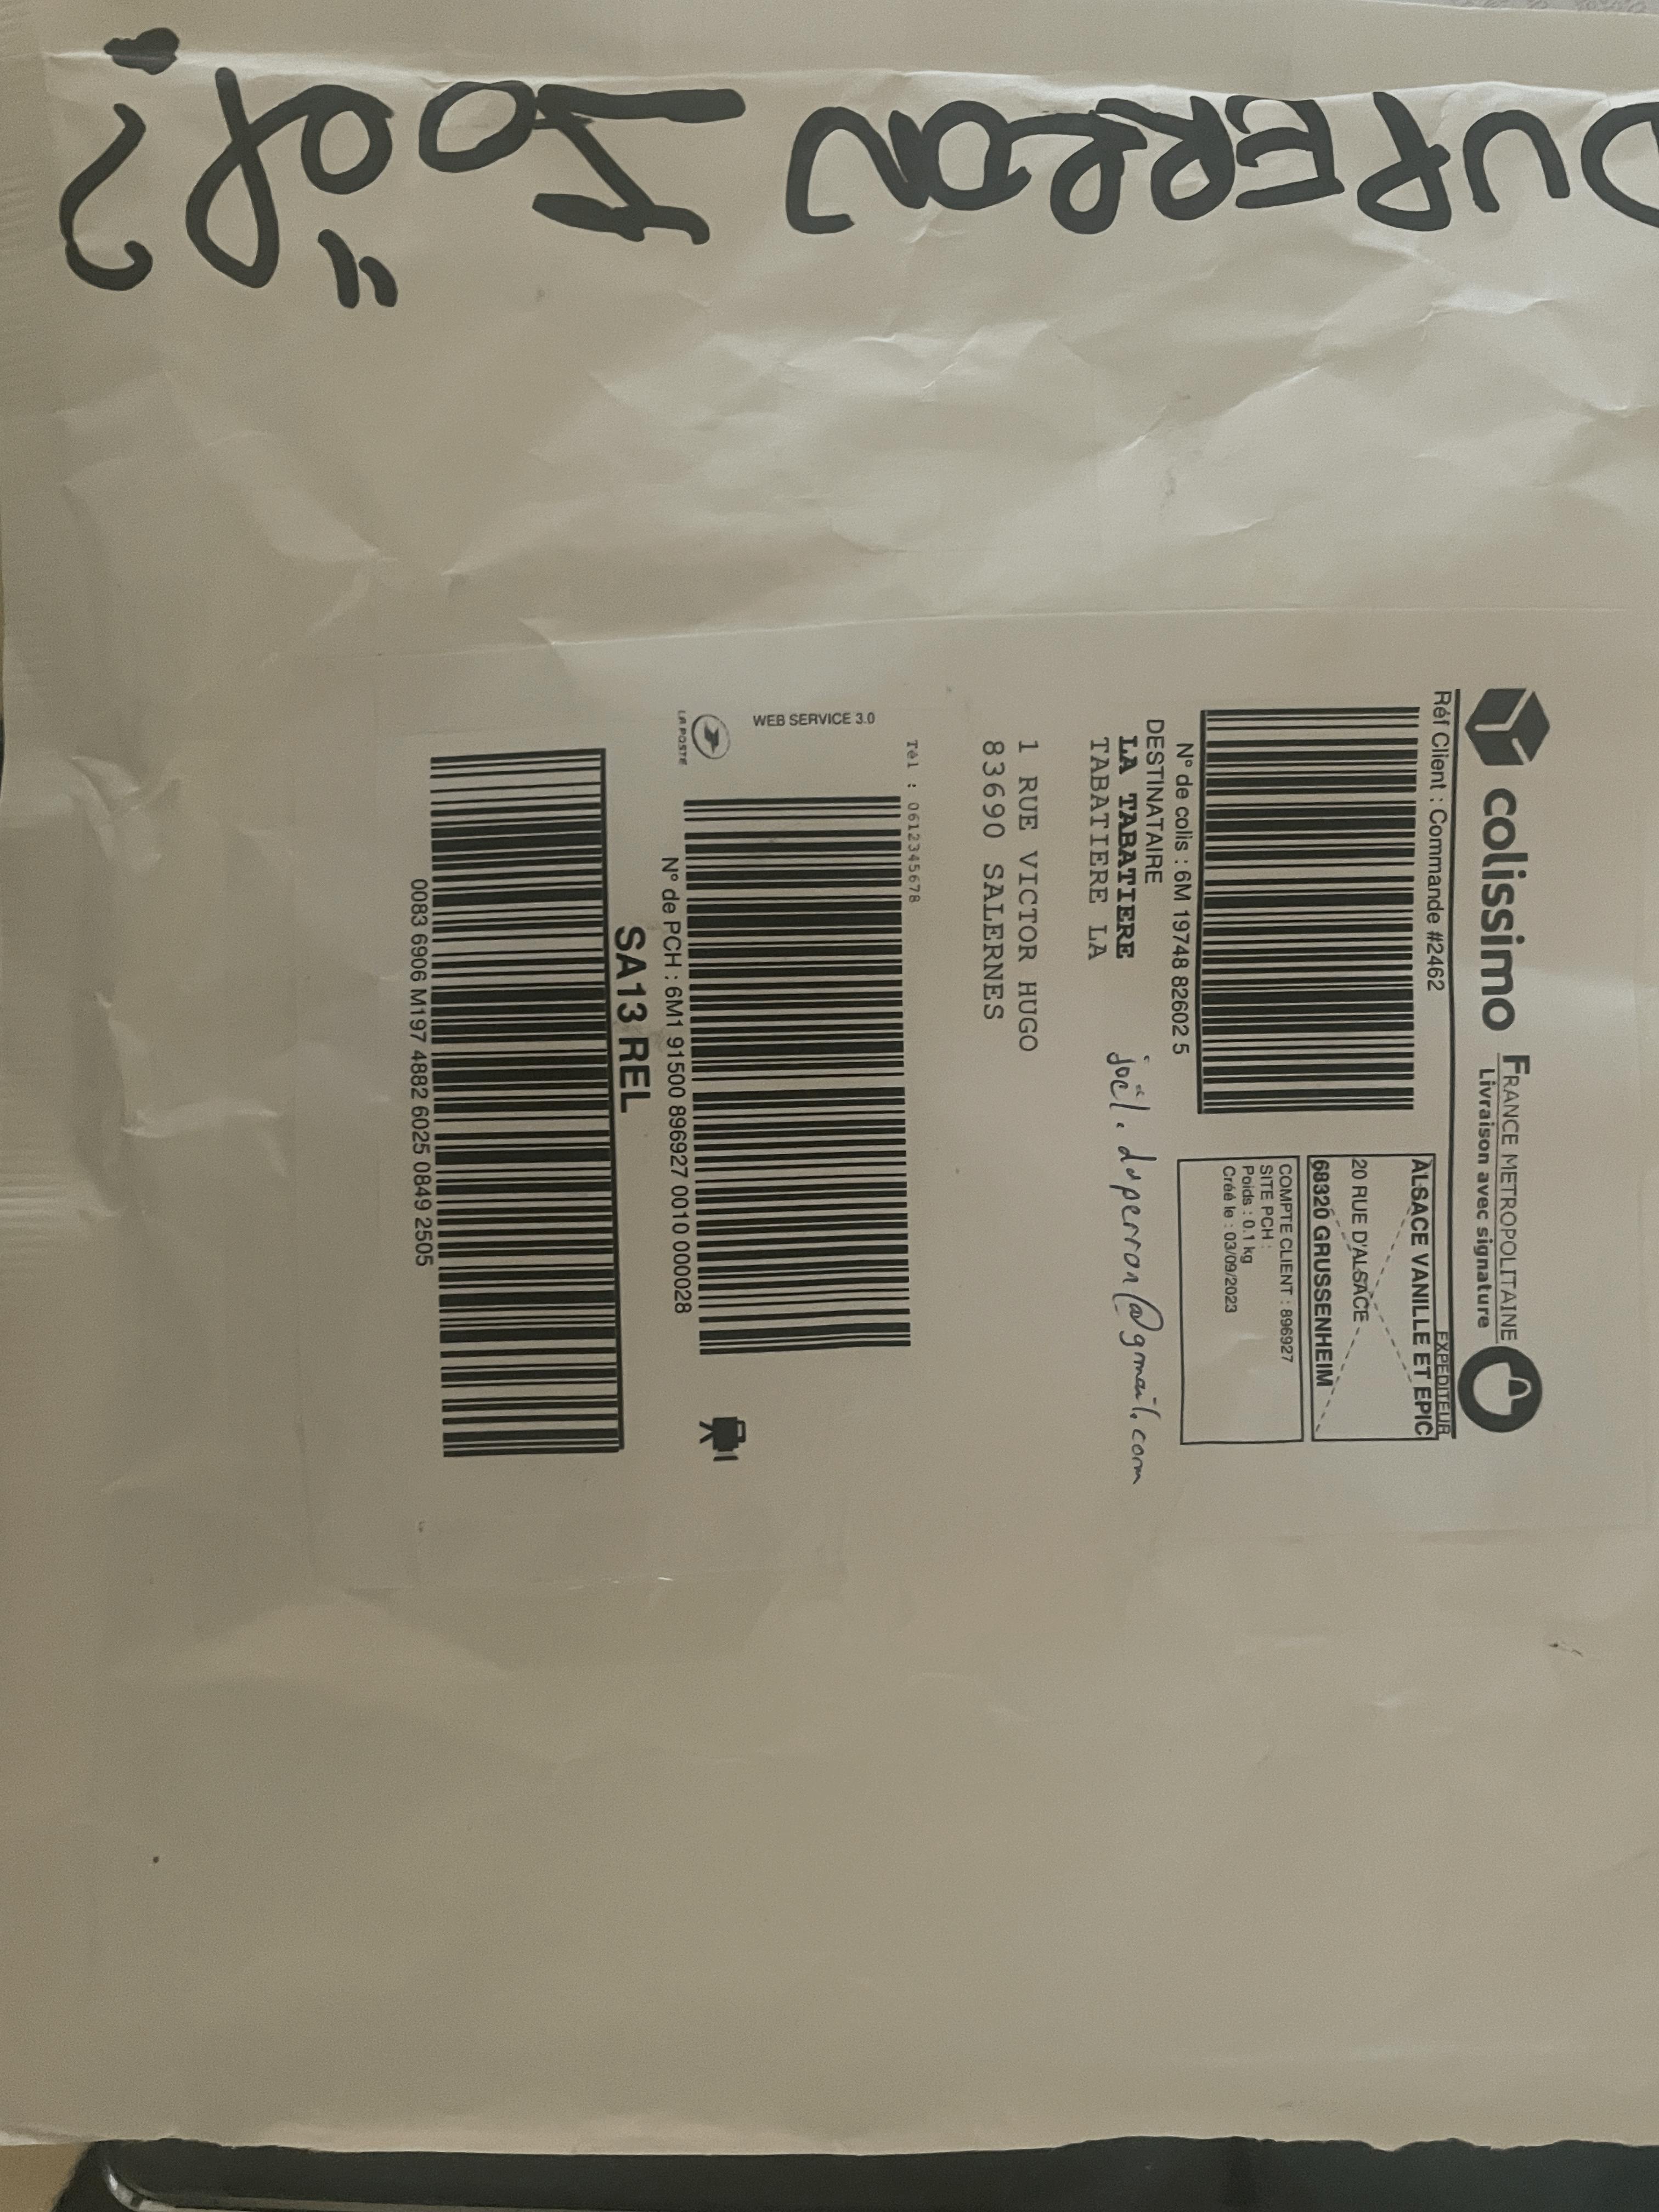 DUPERRON Joël ?
colissimo
FRANCE METROPOLITAINE
Livraison avec signature
Réf Client : Commande #2462
EXPEDITEUR
ALSACE VANILLE ET EPIC
20 RUE D'ALSACE
68320 GRUSSENHEIM
COMPTE CLIENT : 896927
SITE PCH :
Poids : 0.1 kg
Créé le : 03/09/2023
N° de colis : 6M 19748 82602 5
DESTINATAIRE
LA TABATIERE
TABATIERE LA
joël.duperron@gmail.com
1 RUE VICTOR HUGO
83690 SALERNES
Tél : 0612345678
WEB SERVICE 3.0
LA POSTE
N° de PCH : 6M1 91500 896927 0010 000028
SA13 REL
0083 6906 M197 4882 6025 0849 2505